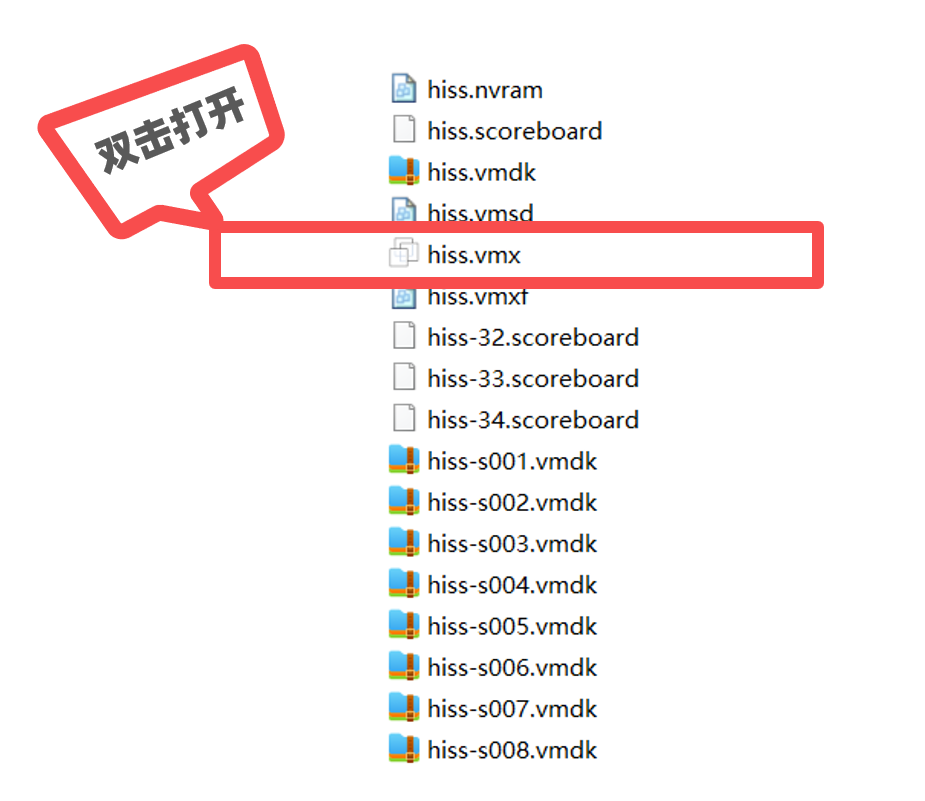 双击打开
hiss.nvram
hiss.scoreboard
hiss.vmdk
hiss.vmsd
hiss.vmx
hiss.vmxf
hiss-32.scoreboard
hiss-33.scoreboard
hiss-34.scoreboard
hiss-s001.vmdk
hiss-s002.vmdk
hiss-s003.vmdk
hiss-s004.vmdk
hiss-s005.vmdk
hiss-s006.vmdk
hiss-s007.vmdk
hiss-s008.vmdk